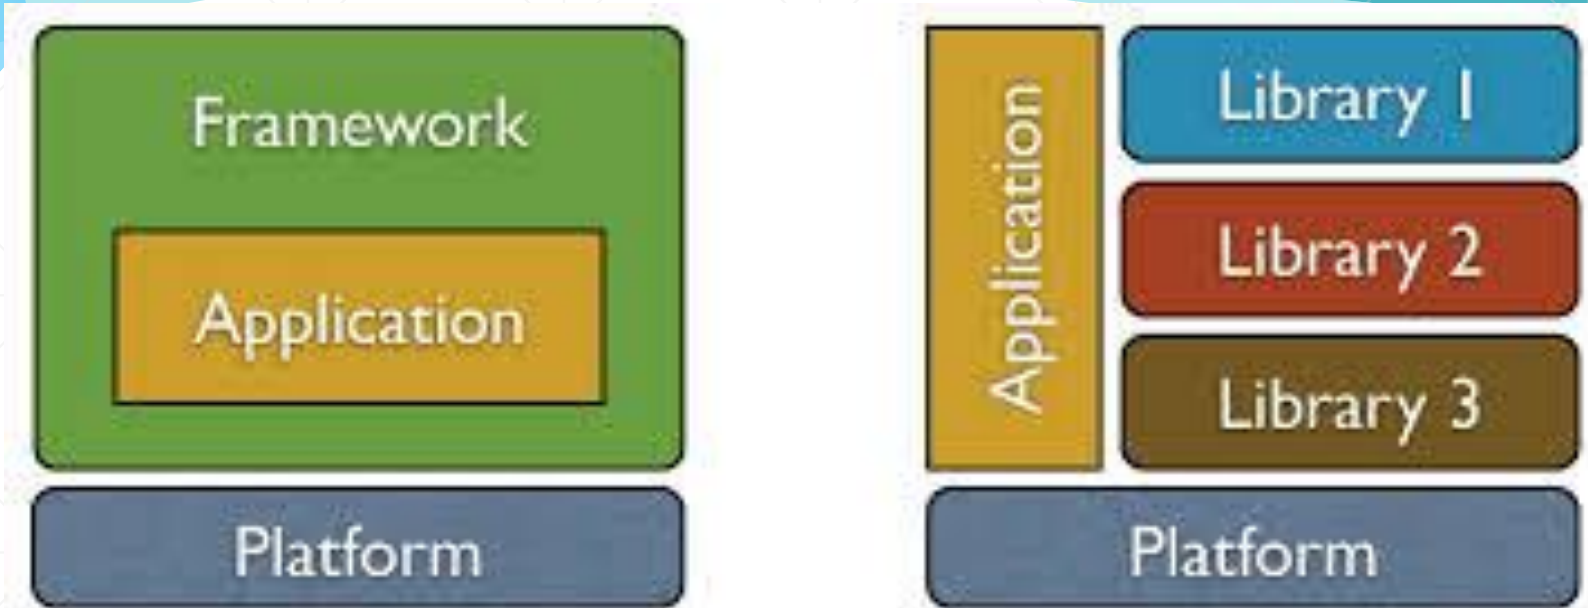 Framework
Application
Platform
Application
Library 1
Library 2
Library 3
Platform